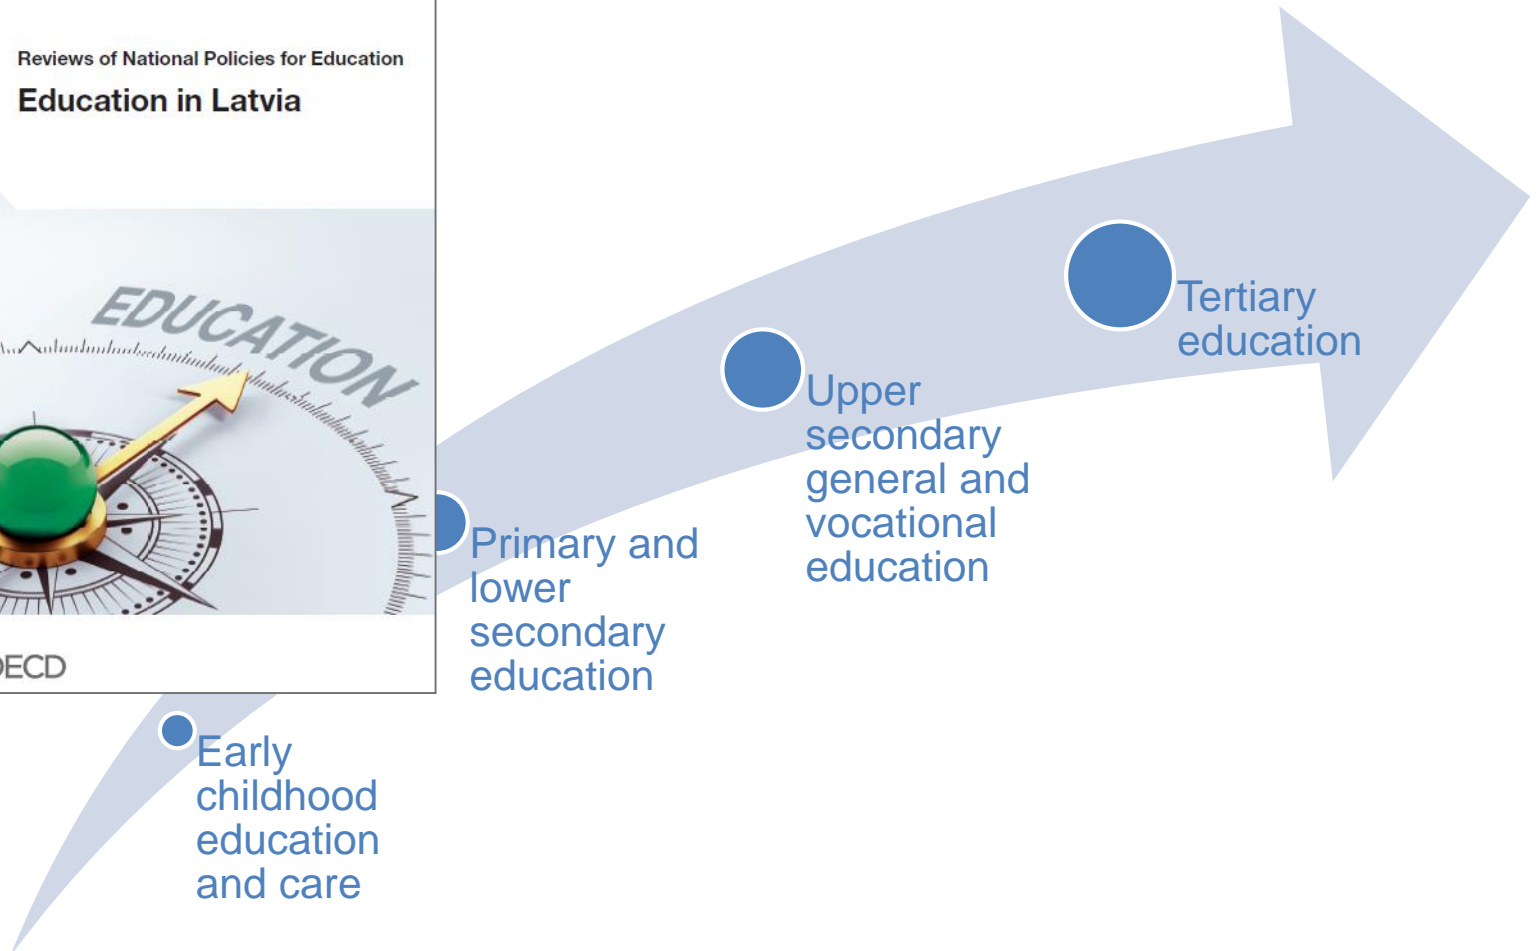 Reviews of National Policies for Education
Education in Latvia
EDUCATION
ECD
Early
childhood
education
and care
Primary and
lower
secondary
education
Upper
secondary
general and
vocational
education
Tertiary
education